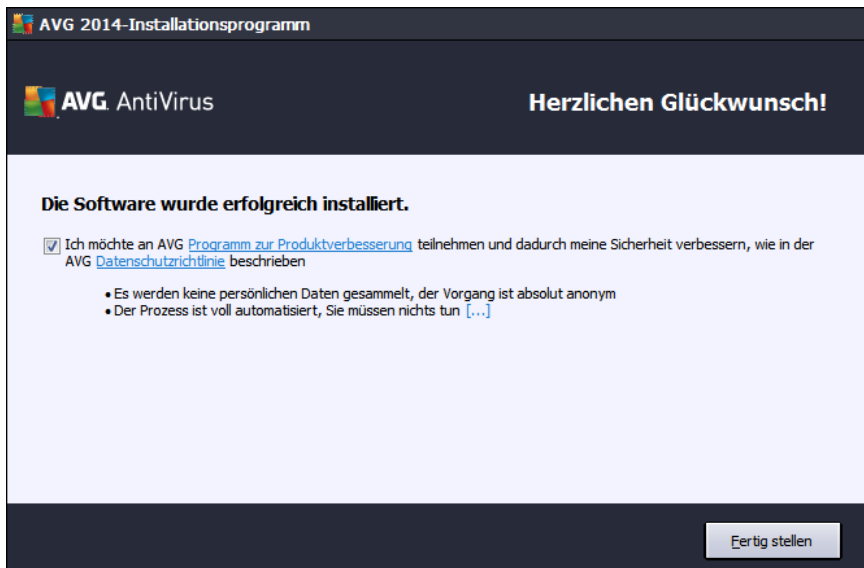 AVG 2014-Installationsprogramm
AVG. AntiVirus
Herzlichen Glückwunsch!
Die Software wurde erfolgreich installiert.
Ich möchte an AVG Programm zur Produktverbesserung teilnehmen und dadurch meine Sicherheit verbessern, wie in der
AVG Datenschutzrichtlinie beschrieben
• Es werden keine persönlichen Daten gesammelt, der Vorgang ist absolut anonym
• Der Prozess ist voll automatisiert, Sie müssen nichts tun [...]
Fertig stellen